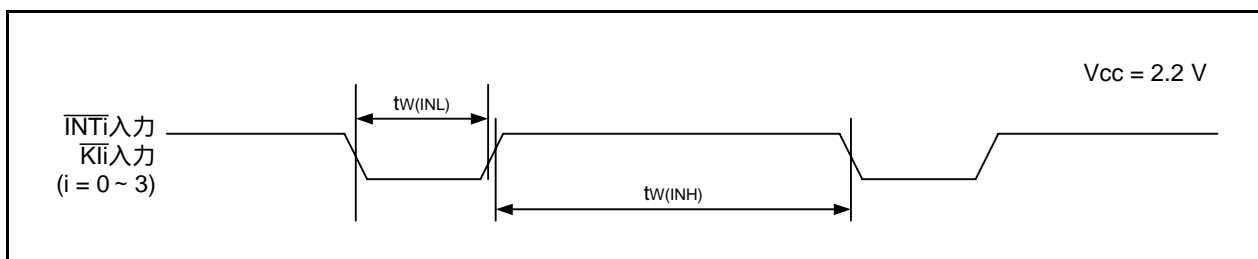 Vcc = 2.2 V
tW(INL)
INTi入力
KIi入力
(i = 0 ~ 3)
tW(INH)